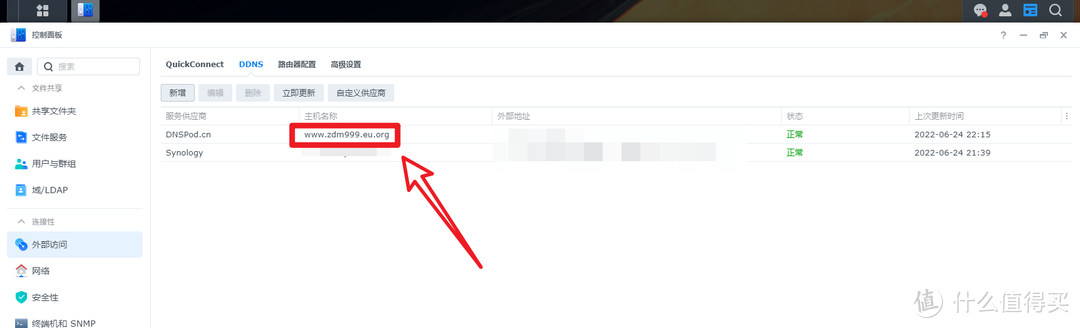 控制面板
搜索
文件共享
共享文件夹
文件服务
用户与群组
域/LDAP
连接性
外部访问
网络
安全性
终端机和 SNMP
QuickConnect DDNS 路由器配置 高级设置
新增 编辑 删除 立即更新 自定义供应商
服务供应商 主机名称 外部地址 状态 上次更新时间
DNSPod.cn www.zdm999.eu.org 正常 2022-06-24 22:15
Synology 正常 2022-06-24 21:39
值 什么值得买